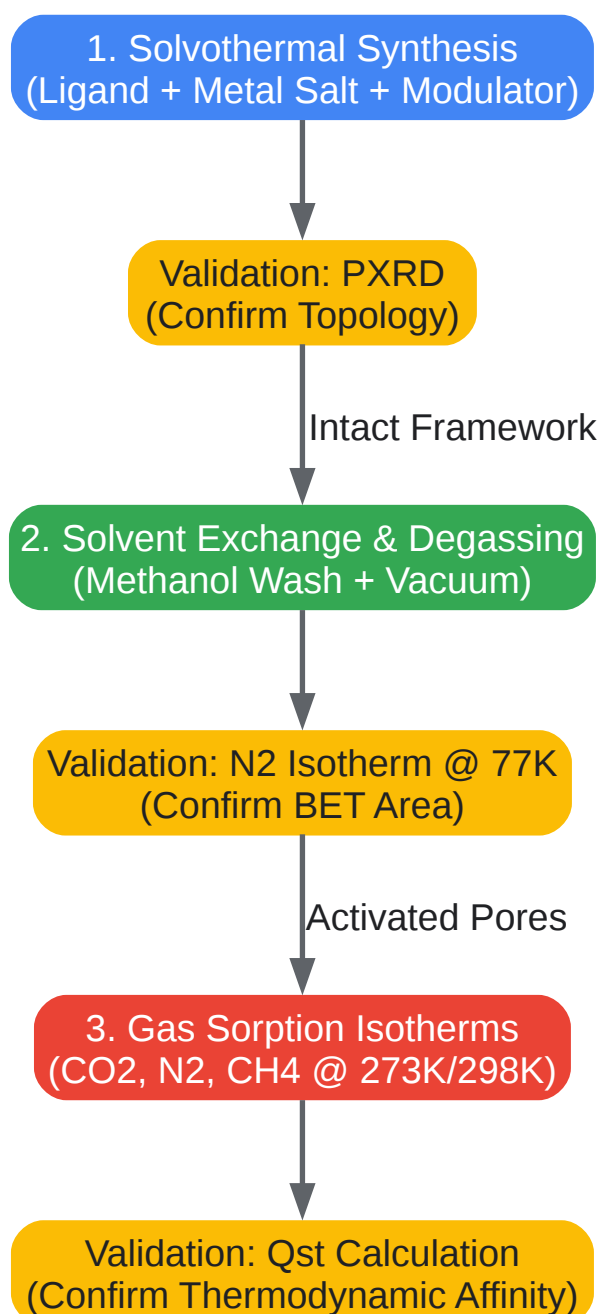 1. Solvothermal Synthesis
(Ligand + Metal Salt + Modulator)
Validation: PXRD
(Confirm Topology)
Intact Framework
2. Solvent Exchange & Degassing
(Methanol Wash + Vacuum)
Validation: N2 Isotherm @ 77K
(Confirm BET Area)
Activated Pores
3. Gas Sorption Isotherms
(CO2, N2, CH4 @ 273K/298K)
Validation: Qst Calculation
(Confirm Thermodynamic Affinity)